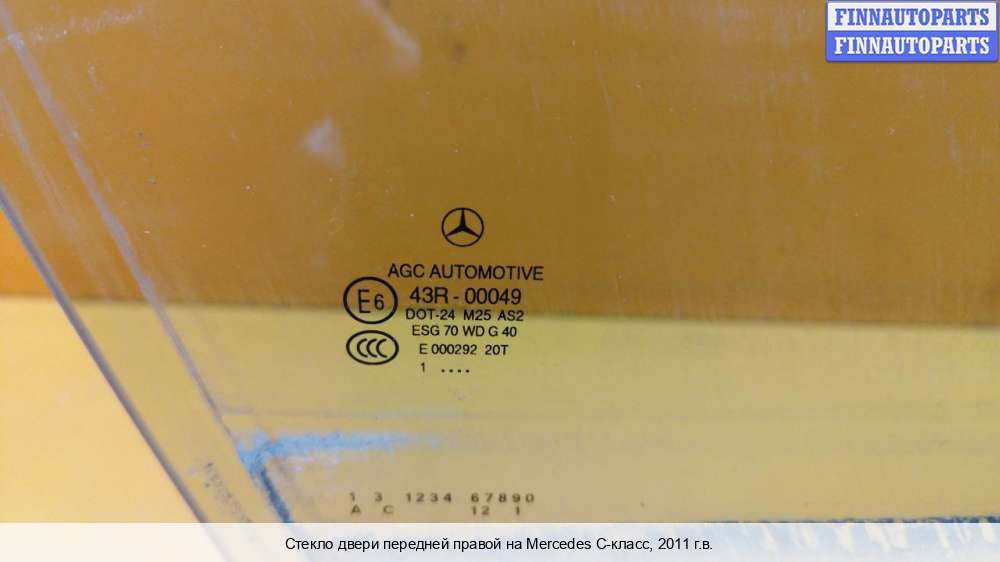 FINNAUTOPARTS
FINNAUTOPARTS
AGC AUTOMOTIVE
E6
43R - 00049
DOT-24 M25 AS2
ESG 70 WD G 40
CCC
E 000292 20T
1 ....
1 3 1234 67890
A C 12 1
Стекло двери передней правой на Mercedes C-класс, 2011 г.в.